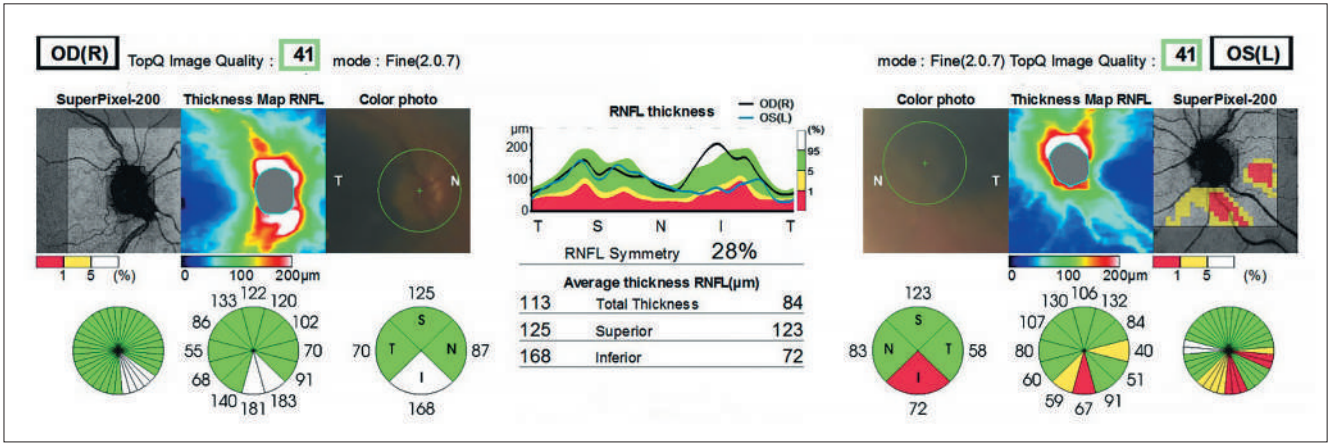 OD(R) TopQ Image Quality : 41 mode : Fine(2.0.7)
mode : Fine(2.0.7) TopQ Image Quality : 41 OS(L)
SuperPixel-200 Thickness Map RNFL Color photo
T N
0 100 200μm
1 5 (%)
RNFL thickness
OD(R)
OS(L)
μm
200
100
0
(%)
95
5
1
T S N I T
RNFL Symmetry 28%
Average thickness RNFL(μm)
113 Total Thickness 84
125 Superior 123
168 Inferior 72
Color photo Thickness Map RNFL SuperPixel-200
N T
0 100 200μm
1 5 (%)
122
133 120
86 102
55 70
68 91
140 183
181
125
S
70 T N 87
I
168
123
S
83 N T 58
I
72
106
130 132
107 84
80 40
60 51
59 91
67